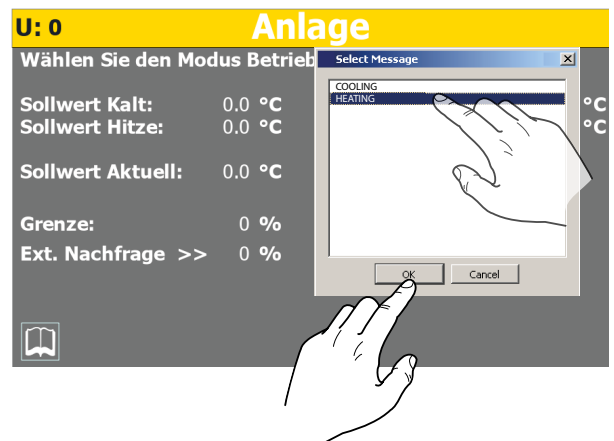 U: 0 Anlage
Wählen Sie den Modus Betrieb
Select Message
COOLING
HEATING
Sollwert Kalt: 0.0 °C °C
Sollwert Hitze: 0.0 °C °C
Sollwert Aktuell: 0.0 °C
Grenze: 0 %
Ext. Nachfrage >> 0 %
OK Cancel